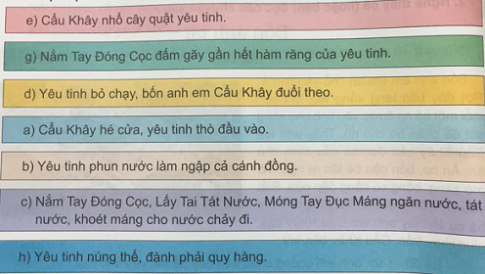 e) Cẩu Khây nhổ cây quật yêu tinh.
g) Nắm Tay Đóng Cọc đấm gãy gần hết hàm răng của yêu tinh.
d) Yêu tinh bỏ chạy, bốn anh em Cẩu Khây đuổi theo.
a) Cẩu Khây hé cửa, yêu tinh thò đầu vào.
b) Yêu tinh phun nước làm ngập cả cánh đồng.
c) Nắm Tay Đóng Cọc, Lấy Tai Tát Nước, Móng Tay Đục Máng ngăn nước, tát
nước, khoét máng cho nước chảy đi.
h) Yêu tinh núng thế, đành phải quy hàng.